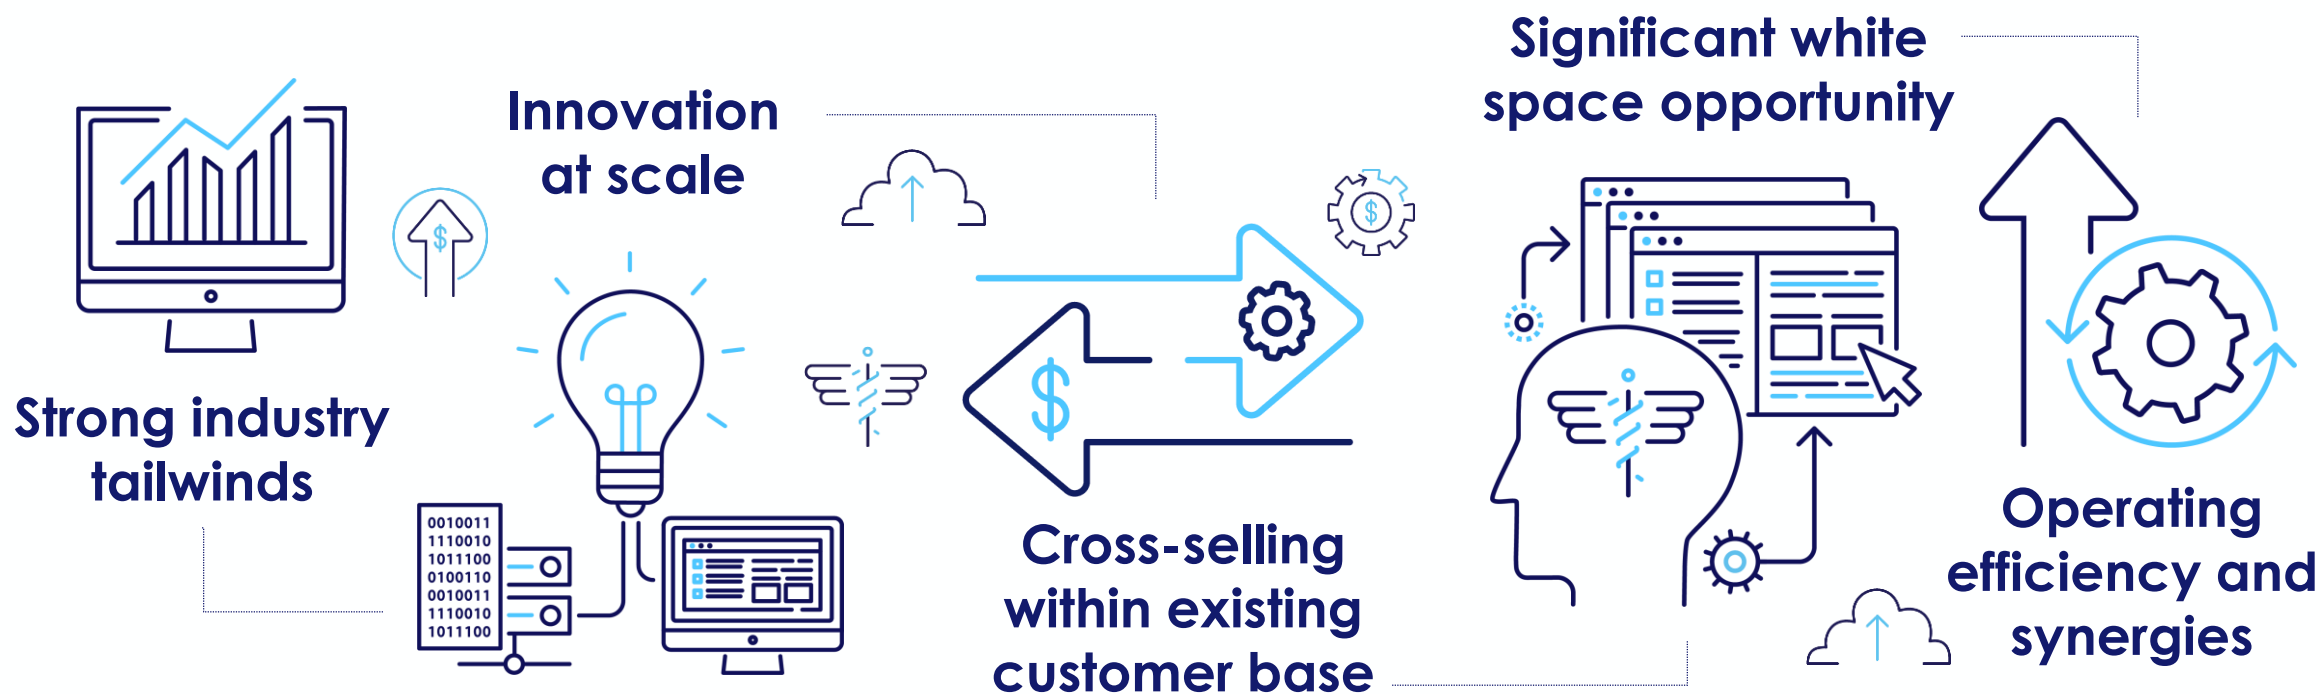 Strong industry
tailwinds
Innovation
at scale
0010011
1110010
1011100
0100110
0010011
1110010
1011100
$
$
$
Cross-selling
within existing
customer base
Significant white
space opportunity
Operating
efficiency and
synergies